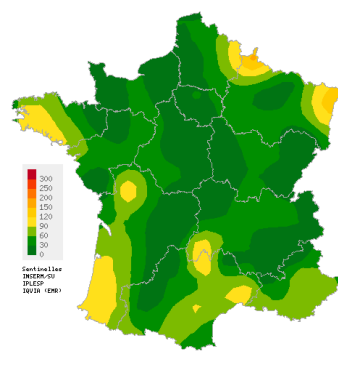 300
250
200
150
120
90
60
30
0
Sentinelles
INSERM/SU
IPLESP
IQVIA (EMR)